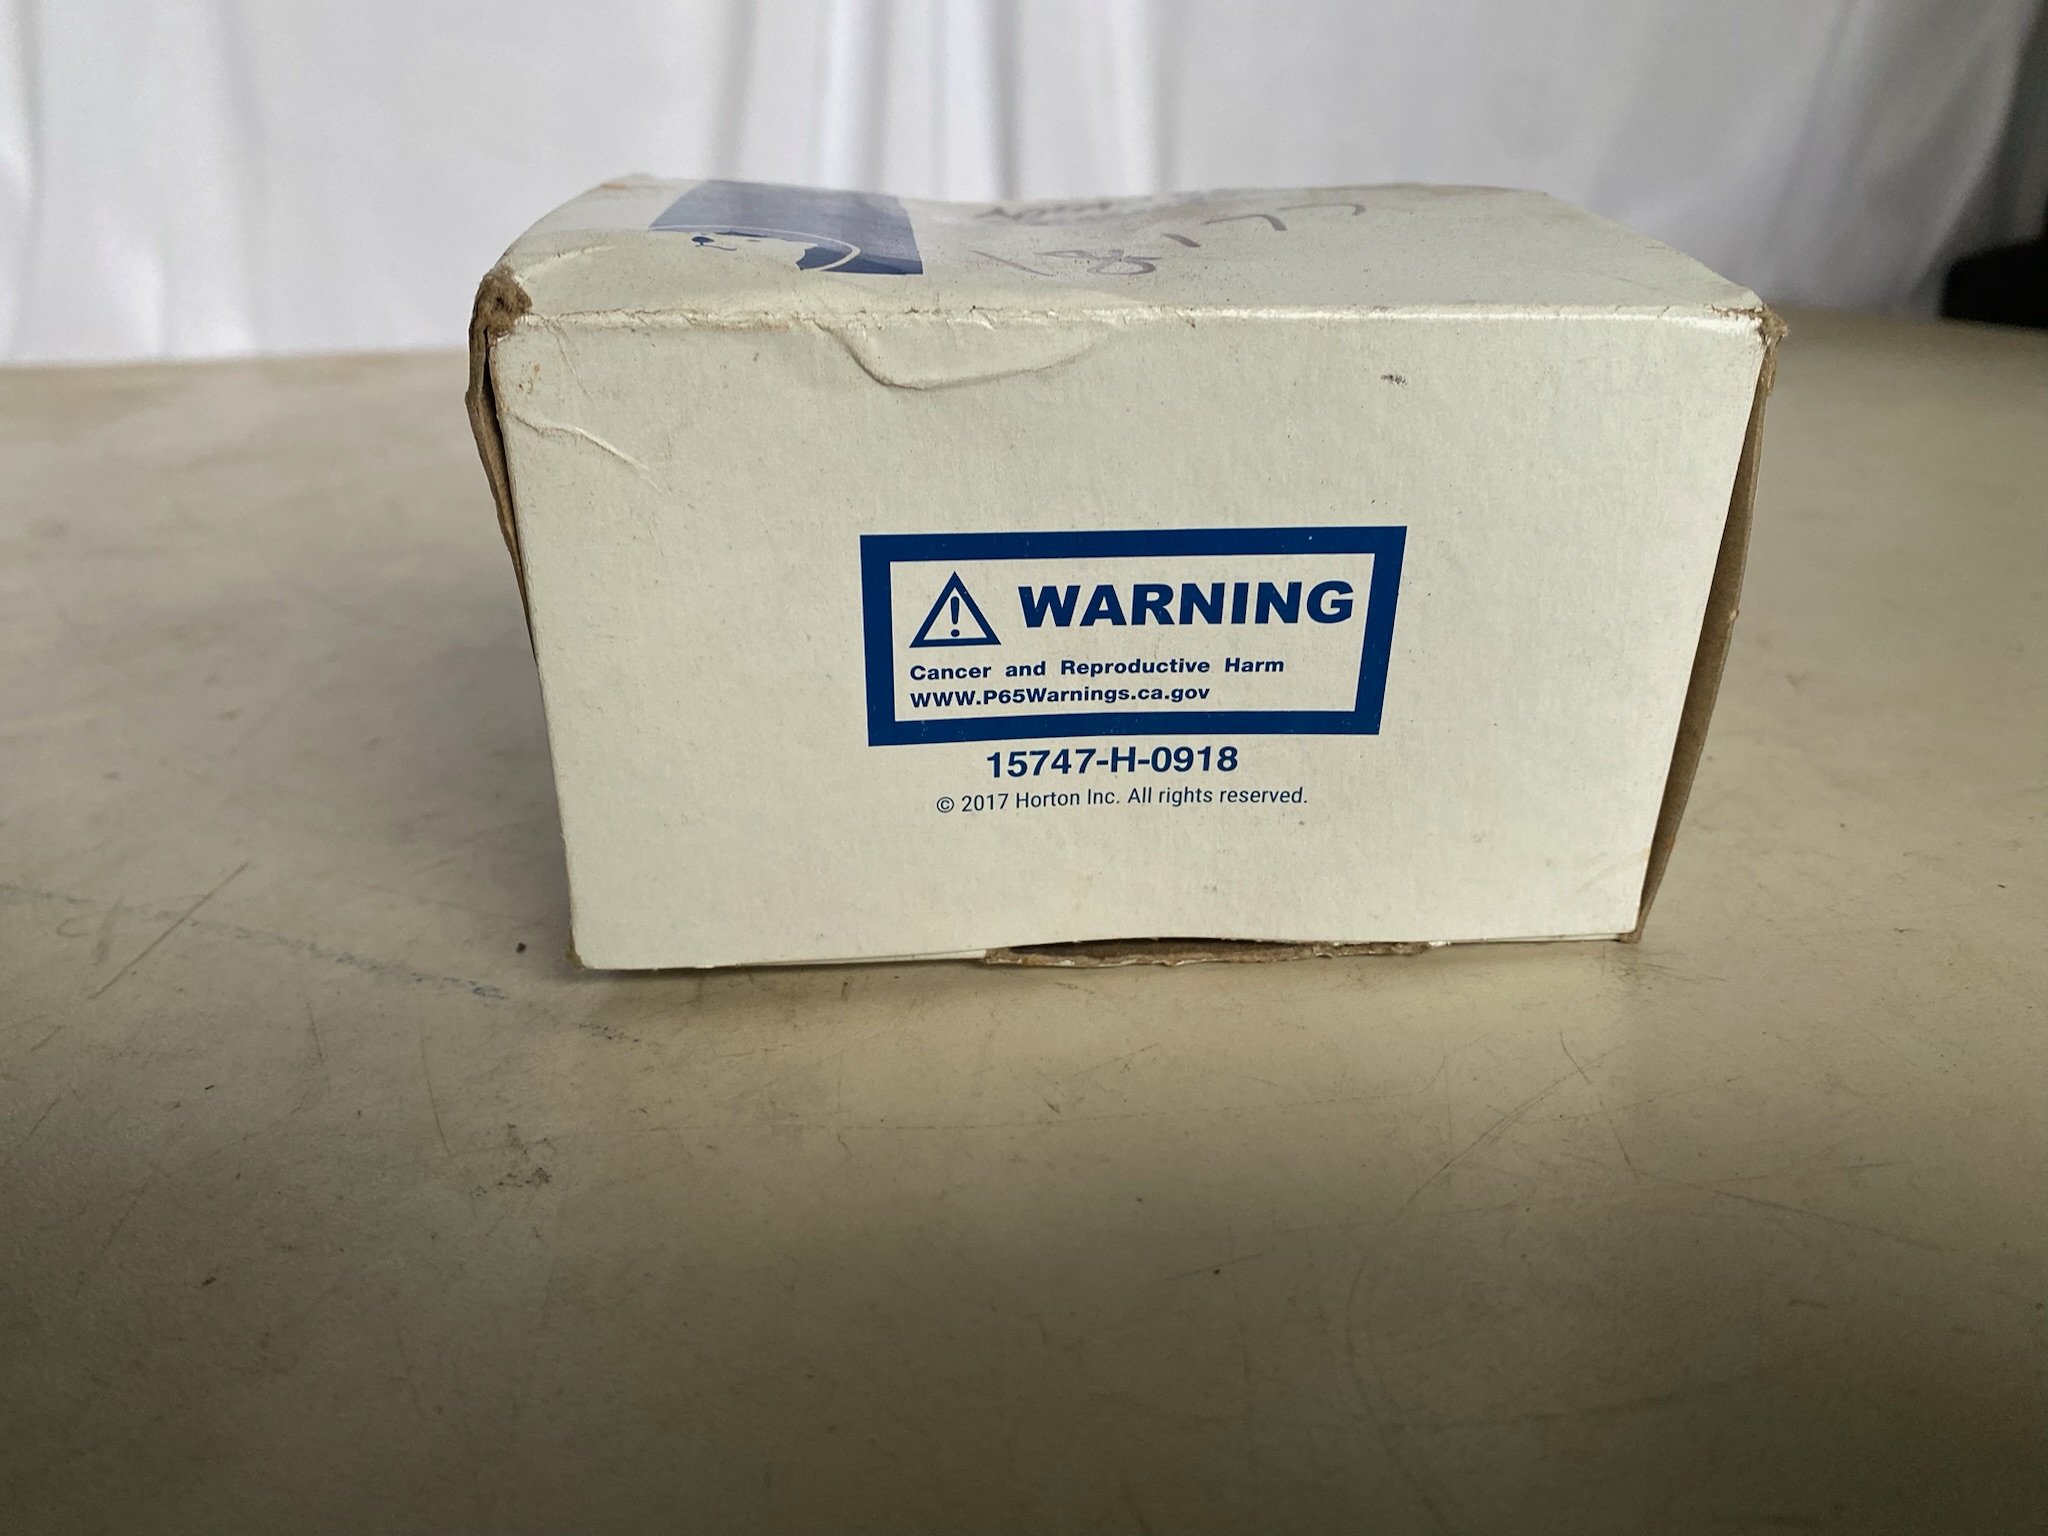 WARNING
Cancer and Reproductive Harm
WWW.P65Warnings.ca.gov
15747-H-0918
© 2017 Horton Inc. All rights reserved.